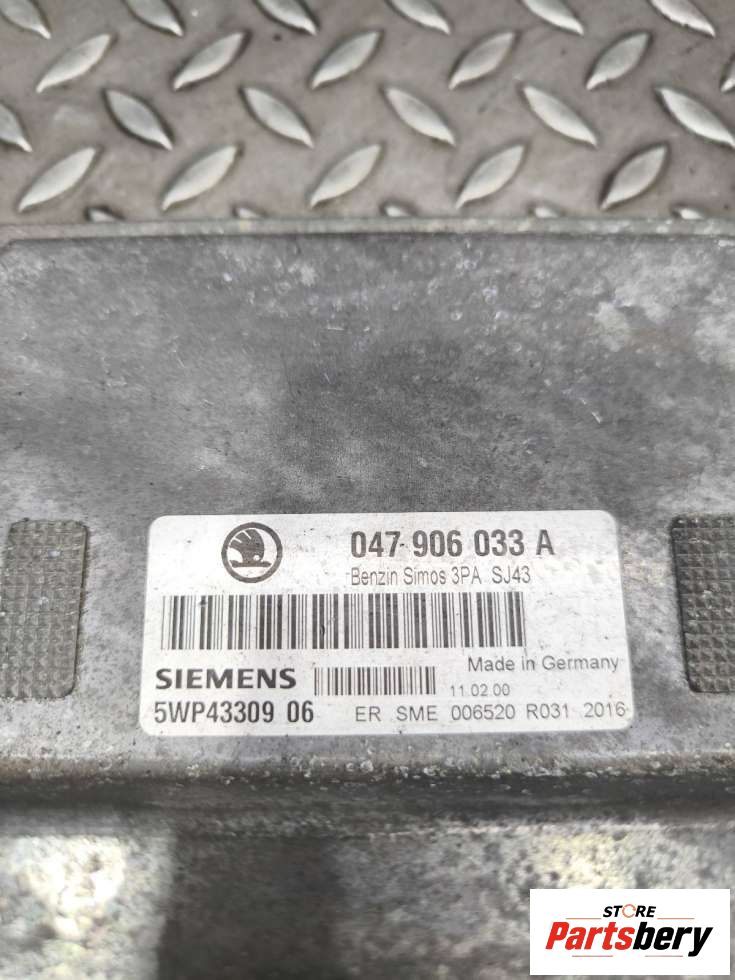 047 906 033 A
Benzin Simos 3PA SJ43
SIEMENS
Made in Germany
11.02.00
5WP43309 06
ER SME 006520 R031 2016
STORE
Partsbery